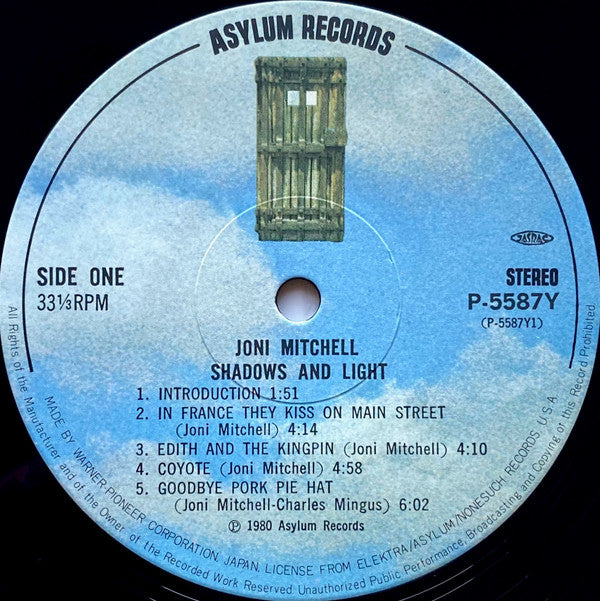 ASYLUM RECORDS
JASRAC
SIDE ONE
33⅓RPM
STEREO
P-5587Y
(P-5587Y1)
JONI MITCHELL
SHADOWS AND LIGHT
1. INTRODUCTION 1:51
2. IN FRANCE THEY KISS ON MAIN STREET
(Joni Mitchell) 4:14
3. EDITH AND THE KINGPIN (Joni Mitchell) 4:10
4. COYOTE (Joni Mitchell) 4:58
5. GOODBYE PORK PIE HAT
(Joni Mitchell-Charles Mingus) 6:02
Ⓟ 1980 Asylum Records
MADE BY WARNER-PIONEER CORPORATION, JAPAN. LICENSE FROM ELEKTRA/ASYLUM/NONESUCH RECORDS, U.S.A.
All Rights of the Manufacturer and of the Owner of the Recorded Work Reserved. Unauthorized Public Performance, Broadcasting and Copying of this Record Prohibited.